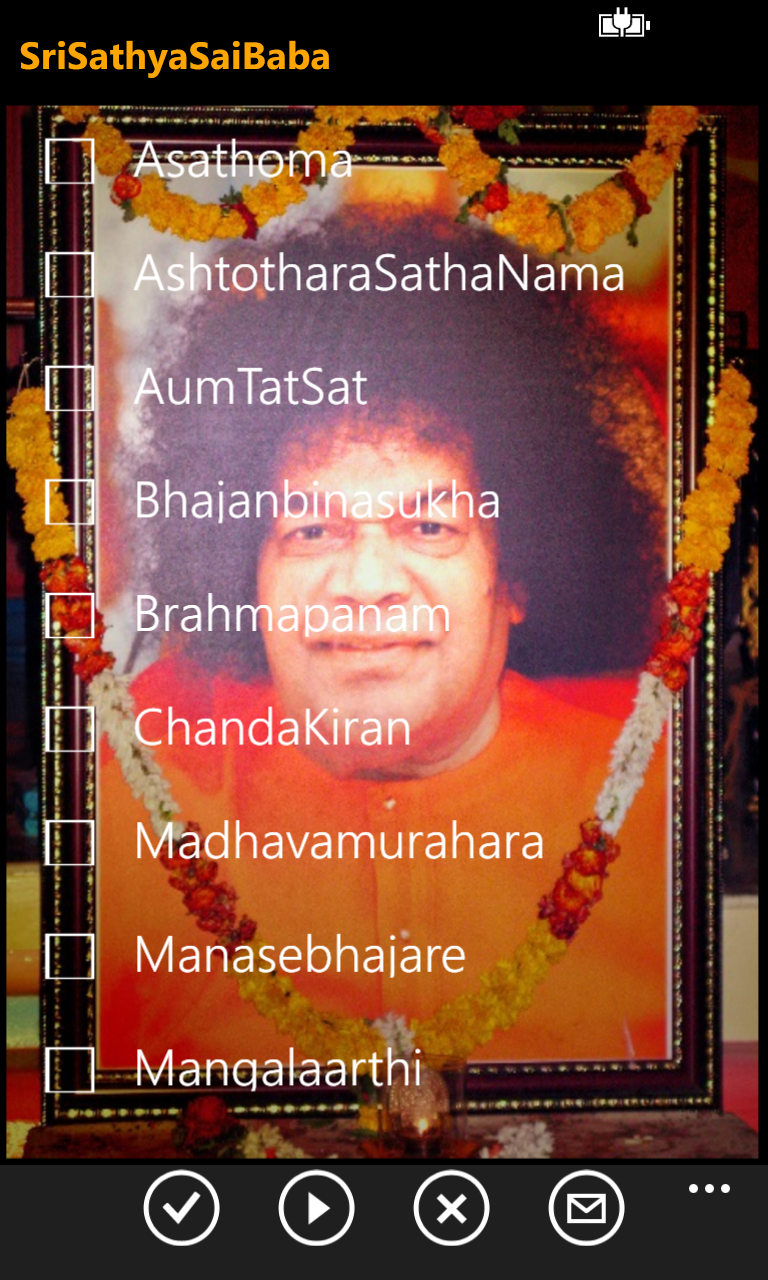 SriSathyaSaiBaba
Asathoma
AshtotharaSathaNama
AumTatSat
Bhajanbinasukha
Brahmapanam
ChandaKiran
Madhavamurahara
Manasebhajare
Mangalaarthi